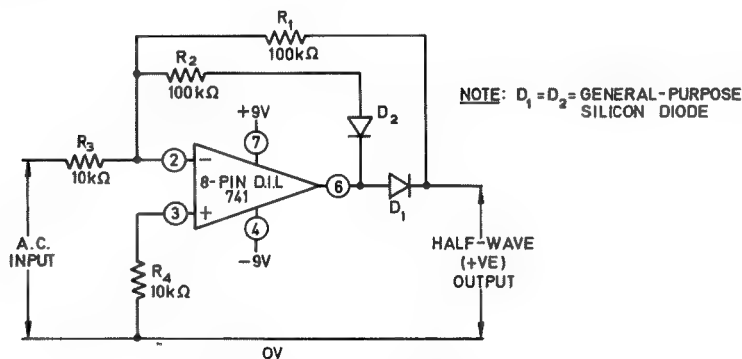 R1
100kΩ
R2
100kΩ
NOTE: D1 = D2 = GENERAL-PURPOSE
SILICON DIODE
D2
+9V
7
R3
10kΩ
2
−
8-PIN D.I.L
741
6
D1
3
+
4
−9V
A.C.
INPUT
R4
10kΩ
HALF-WAVE
(+VE)
OUTPUT
0V